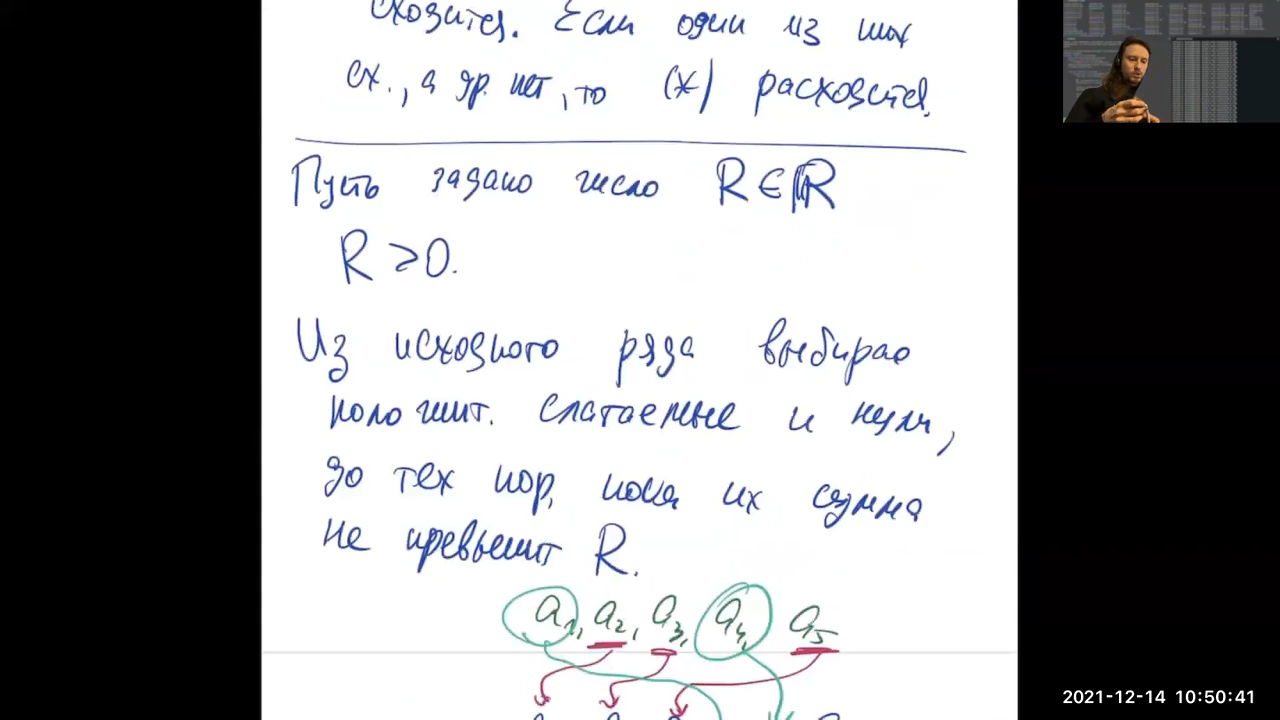 сходится. Если один из них
сх., а др. нет, то (*) расходится.
Пусть задано число R ∈ ℝ
R ≥ 0.
Из исходного ряда выбираю
полoжит. слагаемые и нули,
до тех пор, пока их сумма
не превысит R.
a₁, a₂, a₃, a₄, a₅
2021-12-14 10:50:41